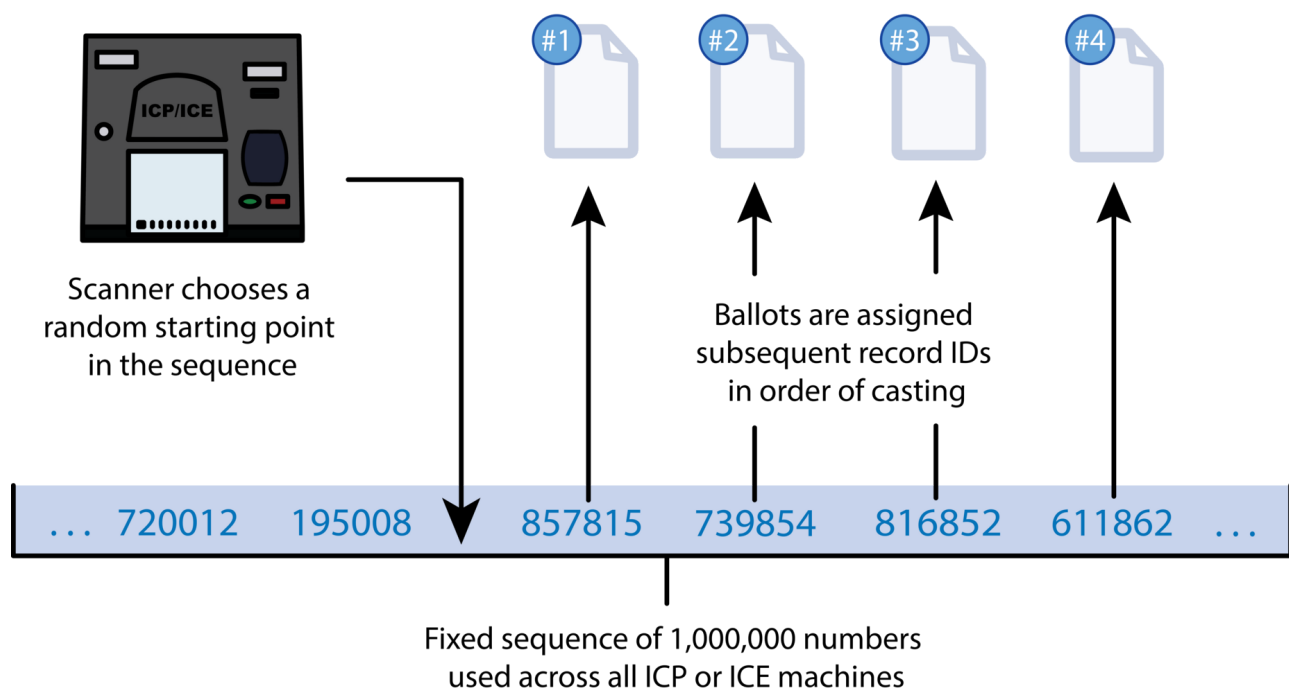 #1
#2
#3
#4
ICP/ICE
Scanner chooses a
random starting point
in the sequence
Ballots are assigned
subsequent record IDs
in order of casting
... 720012 195008 857815 739854 816852 611862 ...
Fixed sequence of 1,000,000 numbers
used across all ICP or ICE machines